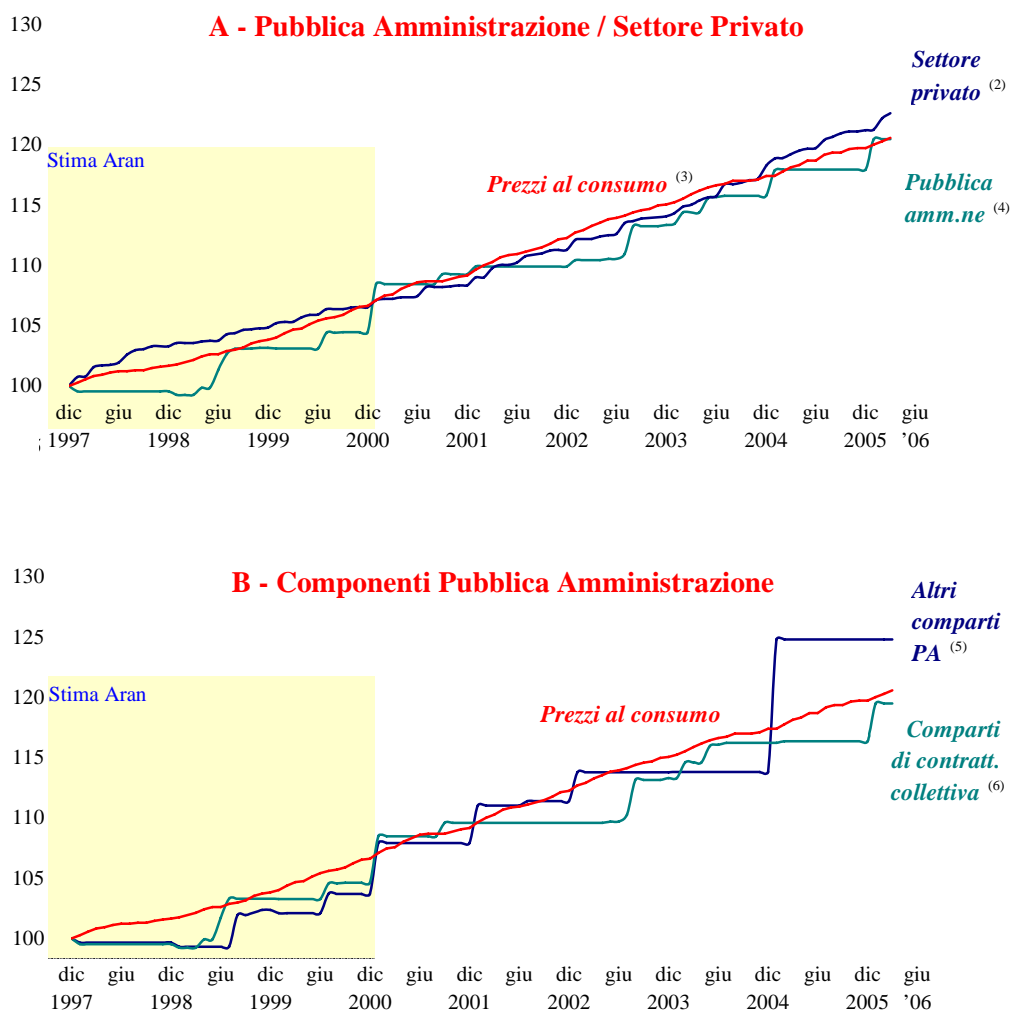 130
A - Pubblica Amministrazione / Settore Privato
Settore
privato (2)
125
120
Stima Aran
Prezzi al consumo (3)
Pubblica
amm.ne (4)
115
110
105
100
dic giu dic giu dic giu dic giu dic giu dic giu dic giu dic giu dic giu
; 1997 1998 1999 2000 2001 2002 2003 2004 2005 ’06
130
B - Componenti Pubblica Amministrazione
Altri
comparti
PA (5)
125
120
Stima Aran
Prezzi al consumo
Comparti
di contratt.
collettiva (6)
115
110
105
100
dic giu dic giu dic giu dic giu dic giu dic giu dic giu dic giu dic giu
1997 1998 1999 2000 2001 2002 2003 2004 2005 ’06